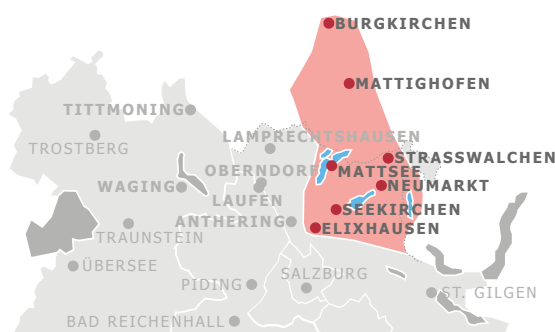 BURGKIRCHEN
MATTIGHOFEN
TITTMONING
LAMPRECHTSHAUSEN
TROSTBERG
STRASSWALCHEN
OBERNDORF
MATTSEE
WAGING
NEUMARKT
LAUFEN
SEEKIRCHEN
ANTHERING
ELIXHAUSEN
TRAUNSTEIN
ÜBERSEE
SALZBURG
PIDING
ST. GILGEN
BAD REICHENHALL